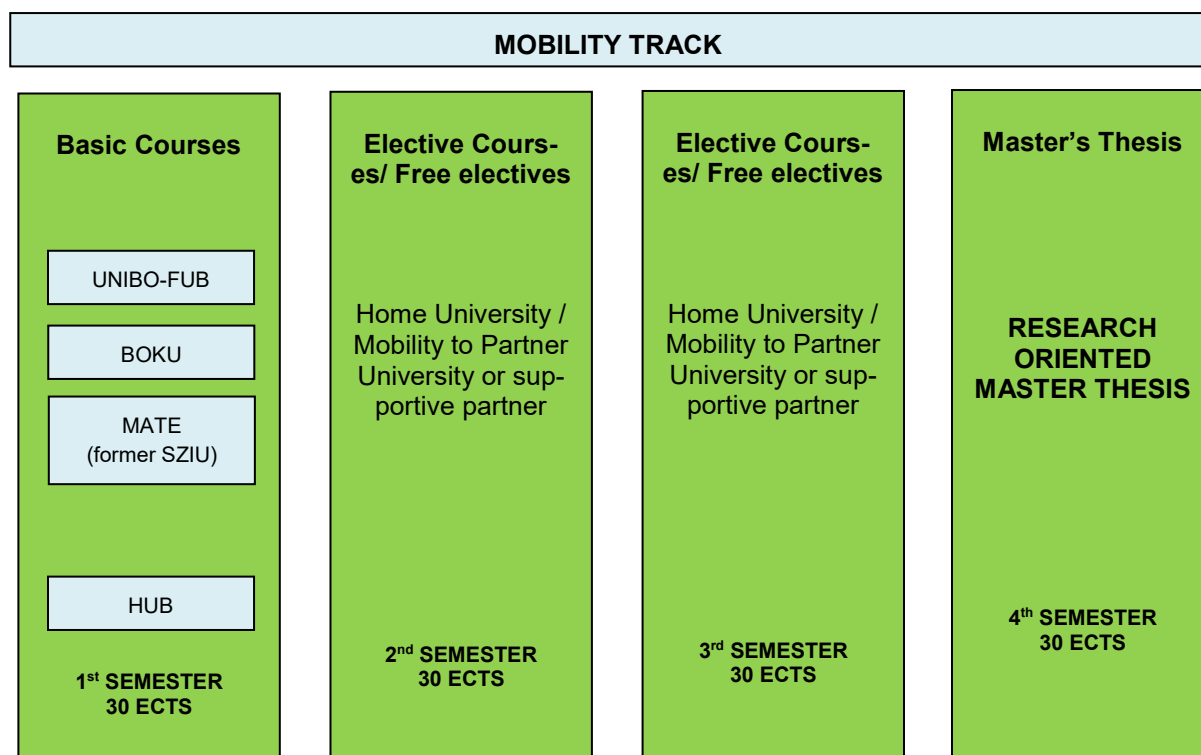 MOBILITY TRACK
Basic Courses
UNIBO-FUB
BOKU
MATE
(former SZIU)
HUB
1st SEMESTER
30 ECTS
Elective Cours-
es/ Free electives
Home University /
Mobility to Partner
University or sup-
portive partner
2nd SEMESTER
30 ECTS
Elective Cours-
es/ Free electives
Home University /
Mobility to Partner
University or sup-
portive partner
3rd SEMESTER
30 ECTS
Master's Thesis
RESEARCH
ORIENTED
MASTER THESIS
4th SEMESTER
30 ECTS